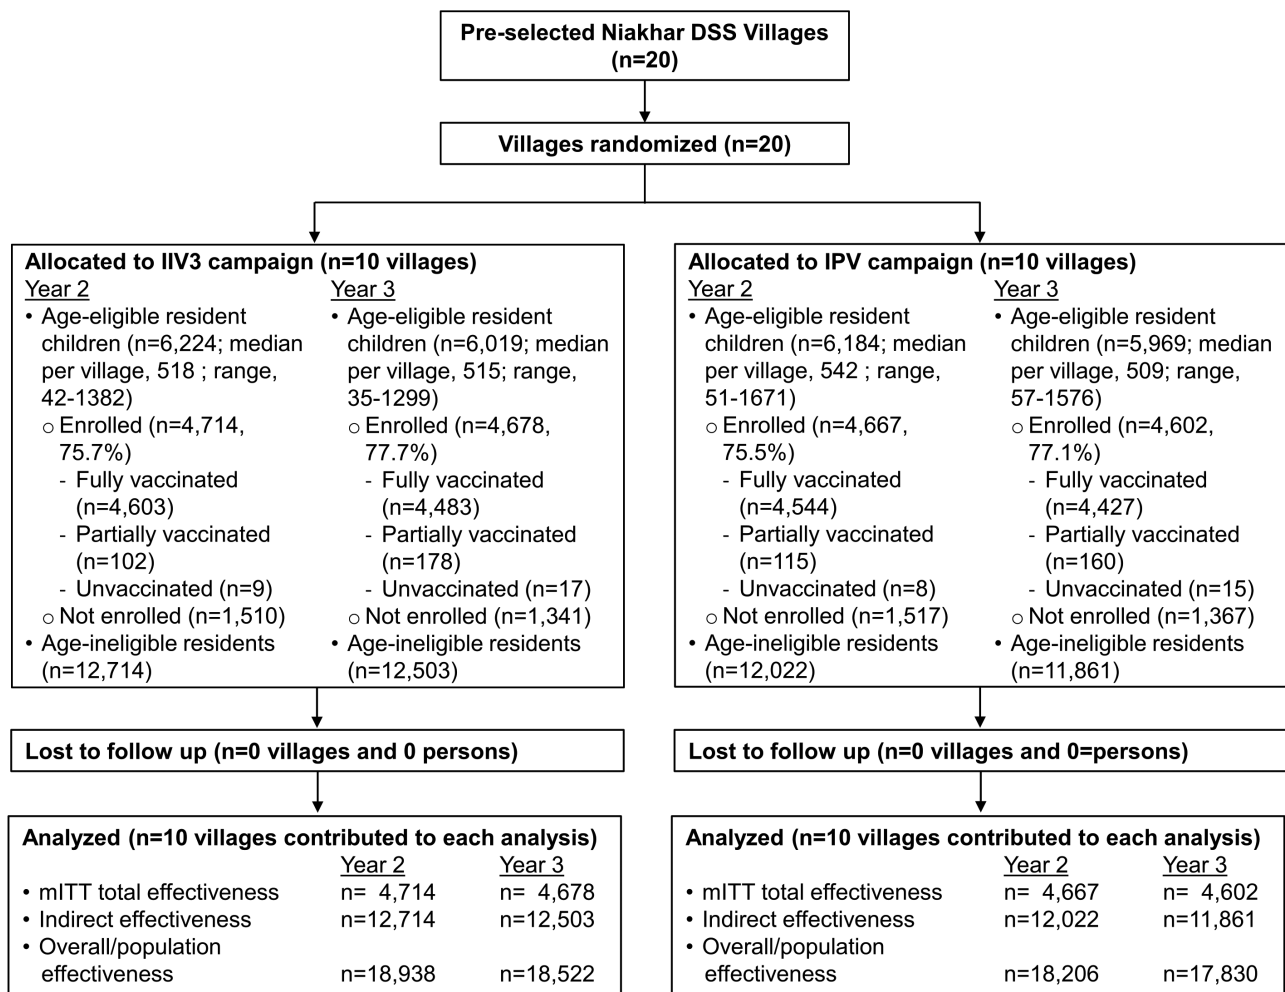 Pre-selected Niakhar DSS Villages
(n=20)
Villages randomized (n=20)
Allocated to IIV3 campaign (n=10 villages)
Year 2
• Age-eligible resident
children (n=6,224; median
per village, 518 ; range,
42-1382)
○ Enrolled (n=4,714,
75.7%)
- Fully vaccinated
(n=4,603)
- Partially vaccinated
(n=102)
- Unvaccinated (n=9)
○ Not enrolled (n=1,510)
• Age-ineligible residents
(n=12,714)
Year 3
• Age-eligible resident
children (n=6,019; median
per village, 515; range,
35-1299)
○ Enrolled (n=4,678,
77.7%)
- Fully vaccinated
(n=4,483)
- Partially vaccinated
(n=178)
- Unvaccinated (n=17)
○ Not enrolled (n=1,341)
• Age-ineligible residents
(n=12,503)
Allocated to IPV campaign (n=10 villages)
Year 2
• Age-eligible resident
children (n=6,184; median
per village, 542 ; range,
51-1671)
○ Enrolled (n=4,667,
75.5%)
- Fully vaccinated
(n=4,544)
- Partially vaccinated
(n=115)
- Unvaccinated (n=8)
○ Not enrolled (n=1,517)
• Age-ineligible residents
(n=12,022)
Year 3
• Age-eligible resident
children (n=5,969; median
per village, 509; range,
57-1576)
○ Enrolled (n=4,602,
77.1%)
- Fully vaccinated
(n=4,427)
- Partially vaccinated
(n=160)
- Unvaccinated (n=15)
○ Not enrolled (n=1,367)
• Age-ineligible residents
(n=11,861)
Lost to follow up (n=0 villages and 0 persons)
Lost to follow up (n=0 villages and 0=persons)
Analyzed (n=10 villages contributed to each analysis)
Year 2 Year 3
• mITT total effectiveness n= 4,714 n= 4,678
• Indirect effectiveness n=12,714 n=12,503
• Overall/population
effectiveness n=18,938 n=18,522
Analyzed (n=10 villages contributed to each analysis)
Year 2 Year 3
• mITT total effectiveness n= 4,667 n= 4,602
• Indirect effectiveness n=12,022 n=11,861
• Overall/population
effectiveness n=18,206 n=17,830